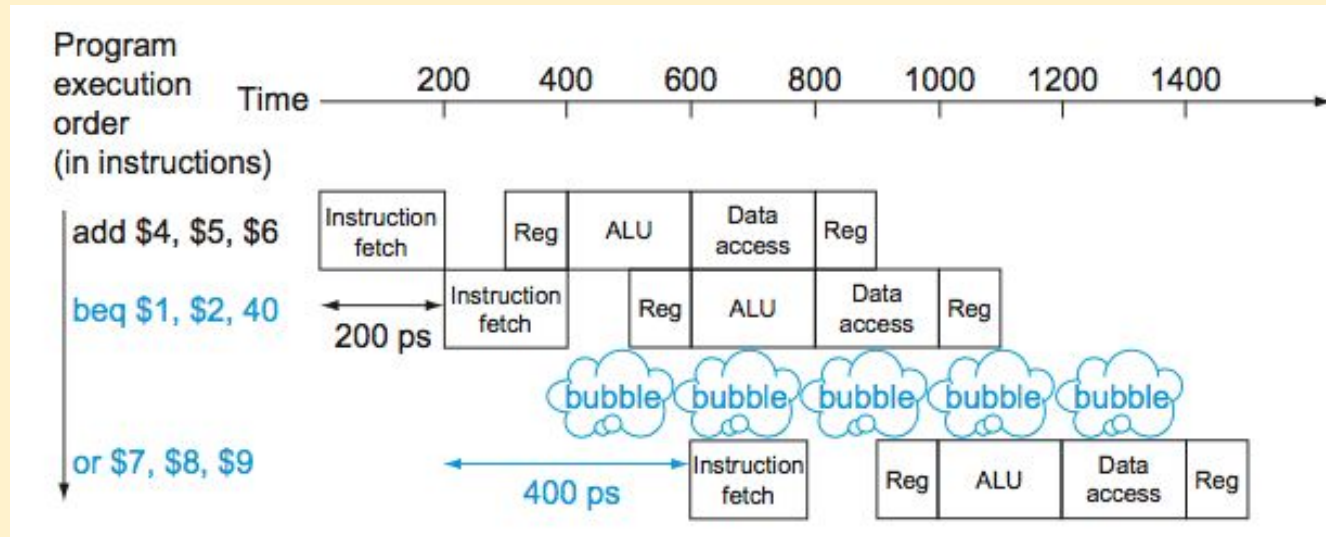 Program
execution
order
(in instructions)
Time
200 400 600 800 1000 1200 1400
add $4, $5, $6
Instruction
fetch
Reg
ALU
Data
access
Reg
beq $1, $2, 40
200 ps
Instruction
fetch
Reg
ALU
Data
access
Reg
bubble bubble bubble bubble bubble
or $7, $8, $9
400 ps
Instruction
fetch
Reg
ALU
Data
access
Reg